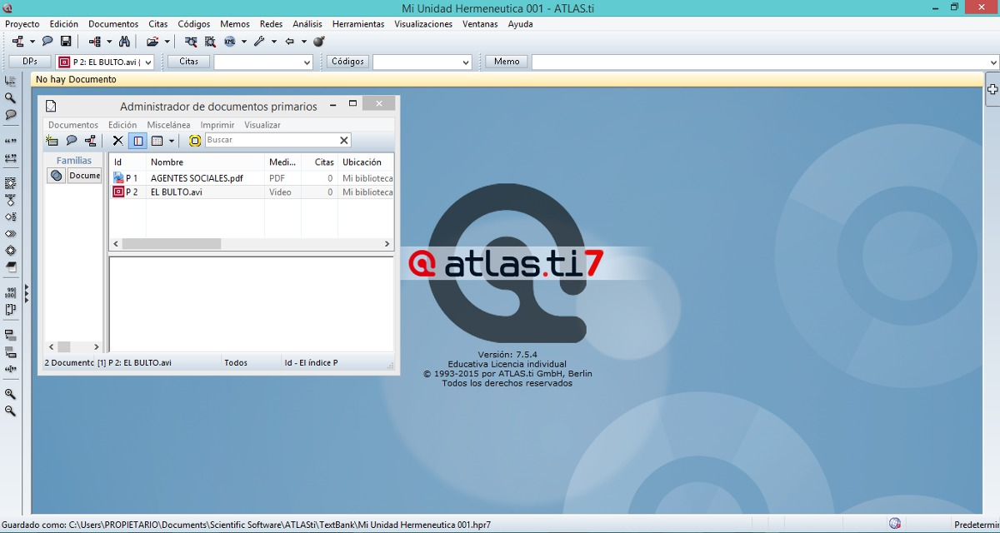 Mi Unidad Hermeneutica 001 - ATLAS.ti
Proyecto Edición Documentos Citas Códigos Memos Redes Análisis Herramientas Visualizaciones Ventanas Ayuda
DPs P 2: EL BULTO.avi ( Citas Códigos Memo
No hay Documento
Administrador de documentos primarios
Documentos Edición Miscelánea Imprimir Visualizar
Buscar
Familias
Docume
Id Nombre Medi... Citas Ubicación
P 1 AGENTES SOCIALES.pdf PDF 0 Mi biblioteca
P 2 EL BULTO.avi Video 0 Mi biblioteca
2 Documentc [1] P 2: EL BULTO.avi Todos Id - El índice P
atlas.ti7
Versión: 7.5.4
Educativa Licencia individual
© 1993-2015 por ATLAS.ti GmbH, Berlin
Todos los derechos reservados
Guardado como: C:\Users\PROPIETARIO\Documents\Scientific Software\ATLASti\TextBank\Mi Unidad Hermeneutica 001.hpr7
Predetermi